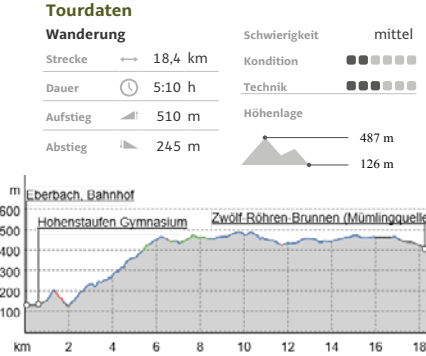 Tourdaten
Wanderung
Strecke 18,4 km
Dauer 5:10 h
Aufstieg 510 m
Abstieg 245 m
Schwierigkeit mittel
Kondition
Technik
Höhenlage
487 m
126 m
m
Eberbach, Bahnhof
Hohenstaufen Gymnasium
Zwölf-Röhren-Brunnen (Mümlingquelle
600
500
400
300
200
100
km 2 4 6 8 10 12 14 16 18